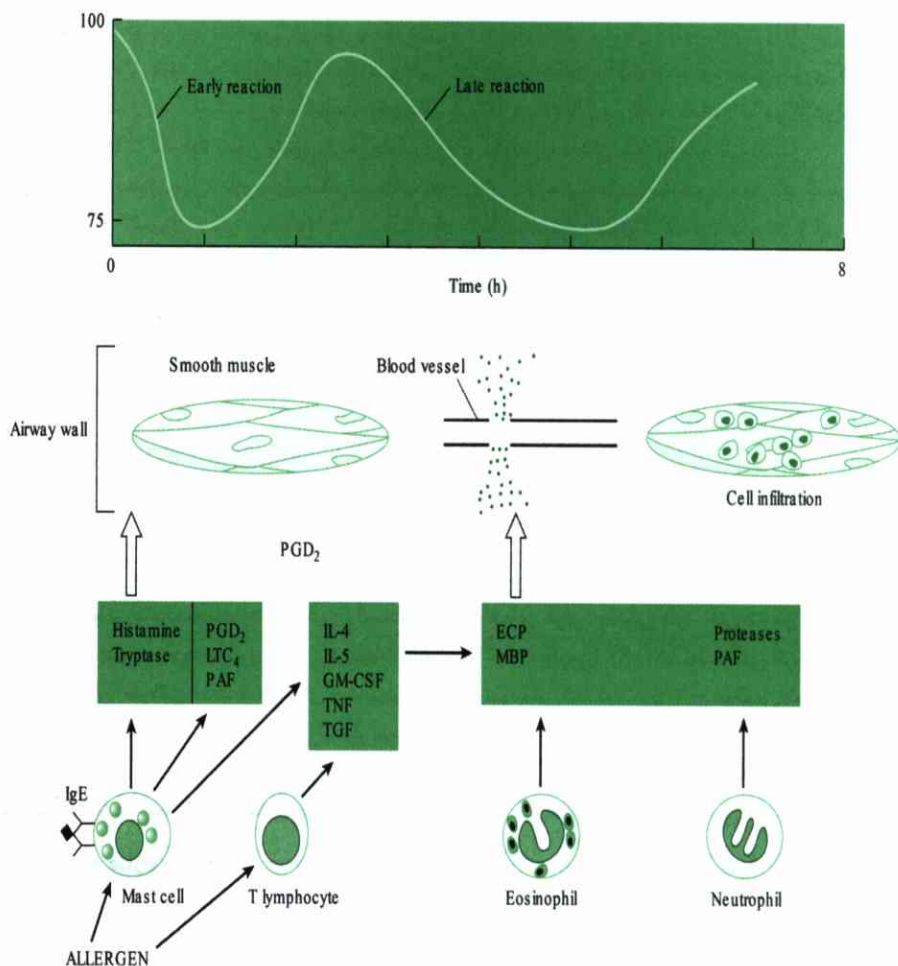 100
Early reaction
Late reaction
75
0
8
Time (h)
Smooth muscle
Blood vessel
Airway wall
Cell infiltration
PGD₂
Histamine
Tryptase
PGD₂
LTC₄
PAF
IL-4
IL-5
GM-CSF
TNF
TGF
ECP
MBP
Proteases
PAF
IgE
Mast cell
T lymphocyte
Eosinophil
Neutrophil
ALLERGEN